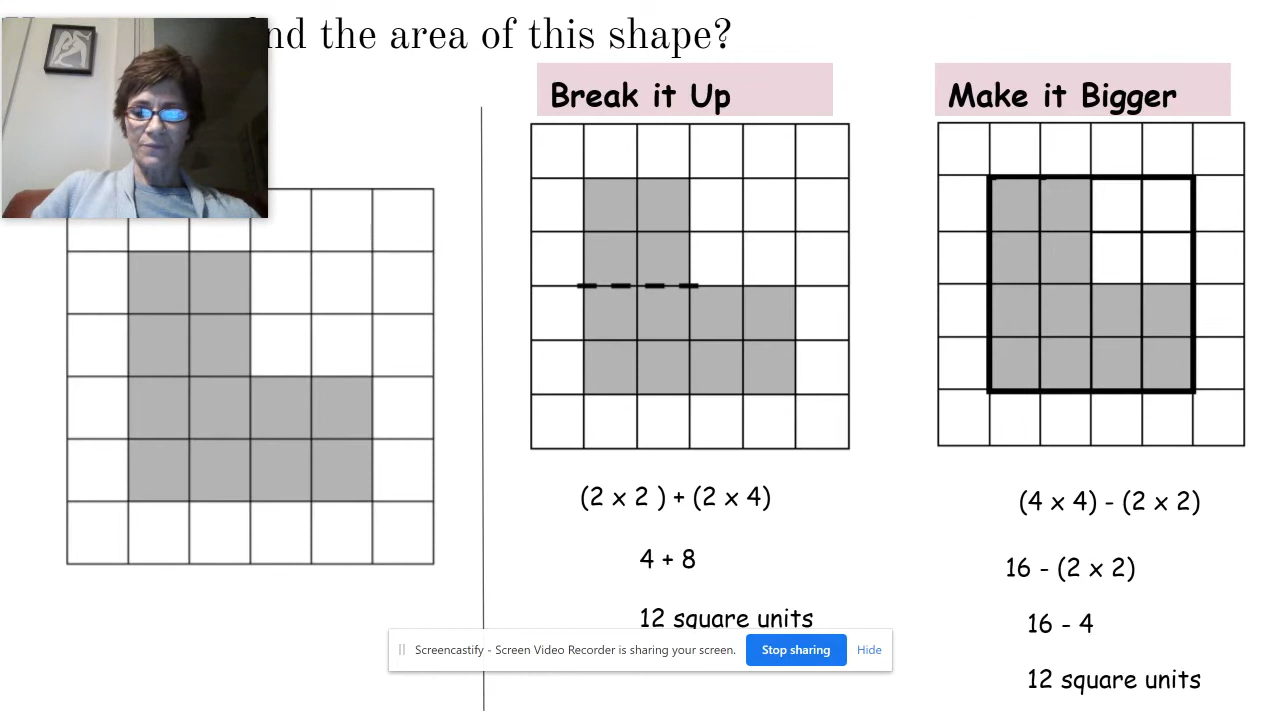 the area of this shape?
Break it Up
Make it Bigger
(2 x 2 ) + (2 x 4)
4 + 8
12 square units
(4 x 4) - (2 x 2)
16 - (2 x 2)
16 - 4
12 square units
Screencastify - Screen Video Recorder is sharing your screen.
Stop sharing
Hide